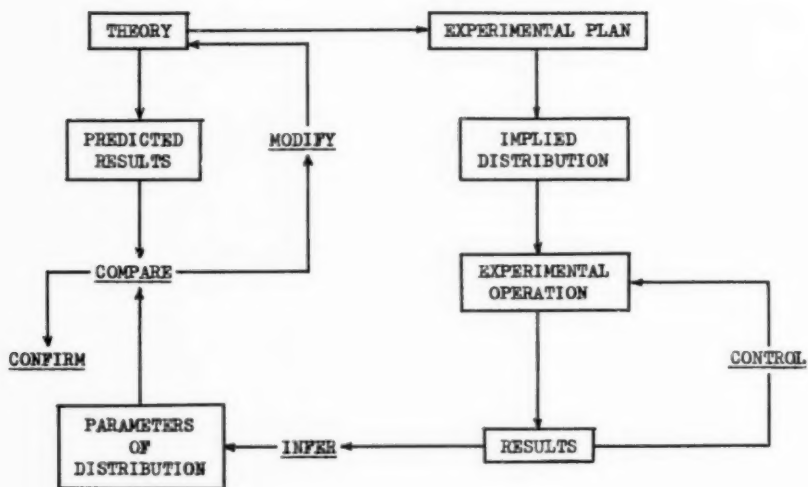 THEORY
EXPERIMENTAL PLAN
PREDICTED
RESULTS
MODIFY
IMPLIED
DISTRIBUTION
COMPARE
EXPERIMENTAL
OPERATION
CONFIRM
CONTROL
PARAMETERS
OF
DISTRIBUTION
INFER
RESULTS